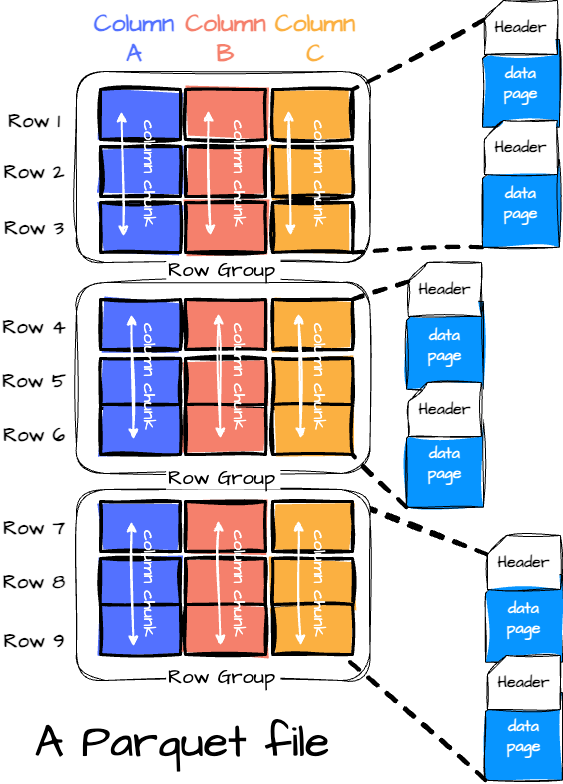 Column Column Column
A B C
Header
data
page
Header
data
page
Row 1
Row 2
Row 3
column chunk
column chunk
column chunk
Row Group
Header
data
page
Header
data
page
Row 4
Row 5
Row 6
column chunk
column chunk
column chunk
Row Group
Row 7
Row 8
Row 9
column chunk
column chunk
column chunk
Row Group
Header
data
page
Header
data
page
A Parquet file